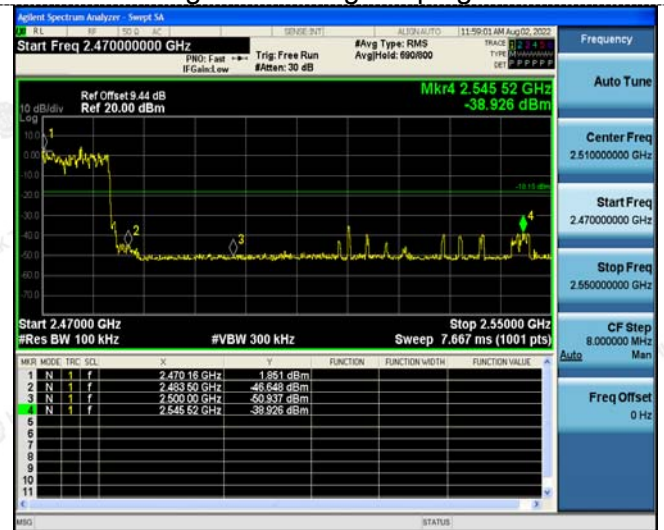 Agilent Spectrum Analyzer - Swept SA
RL RF 50 Ω AC SENSE:INT ALIGN AUTO 11:59:01 AM Aug 02, 2022
Start Freq 2.470000000 GHz
PNO: Fast Trig: Free Run #Avg Type: RMS TRACE 1 2 3 4 5 6
IFGain:Low #Atten: 30 dB Avg|Hold: 690/800 TYPE
DET P P P P P P
Mkr4 2.545 52 GHz
-38.926 dBm
Ref Offset 9.44 dB
Ref 20.00 dBm
10 dB/div
Log
10.0
0.00
-10.0
-20.0
-30.0
-40.0
-50.0
-60.0
-70.0
1
2
3
4
-18.15 dBm
Start 2.47000 GHz Stop 2.55000 GHz
#Res BW 100 kHz #VBW 300 kHz Sweep 7.667 ms (1001 pts)
MKR MODE TRC SCL X Y FUNCTION FUNCTION WIDTH FUNCTION VALUE
1 N 1 f 2.470 16 GHz 1.851 dBm
2 N 1 f 2.483 50 GHz -46.648 dBm
3 N 1 f 2.500 00 GHz -50.937 dBm
4 N 1 f 2.545 52 GHz -38.926 dBm
5
6
7
8
9
10
11
MSG STATUS
Frequency
Auto Tune
Center Freq
2.510000000 GHz
Start Freq
2.470000000 GHz
Stop Freq
2.550000000 GHz
CF Step
8.000000 MHz
Auto Man
Freq Offset
0 Hz